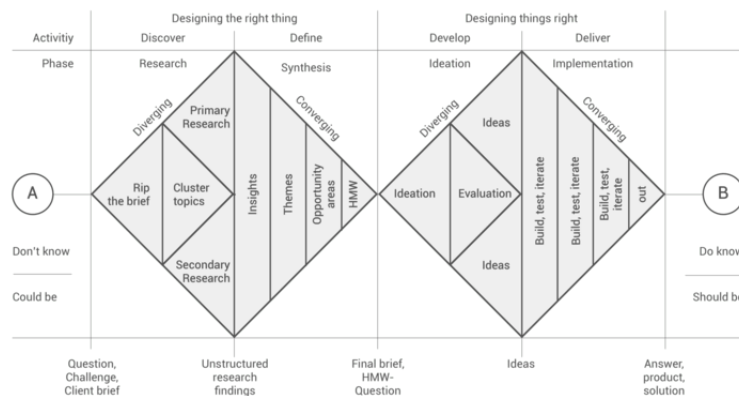 Designing the right thing
Designing things right
Activitiy
Discover
Define
Develop
Deliver
Phase
Research
Synthesis
Ideation
Implementation
Diverging
Converging
Diverging
Converging
A
Rip
the brief
Cluster
topics
Primary
Research
Secondary
Research
Insights
Themes
Opportunity
areas
HMW
Ideation
Evaluation
Ideas
Ideas
Build, test, iterate
Build, test, iterate
Build, test,
iterate
out
B
Don't know
Could be
Do know
Should be
Question,
Challenge,
Client brief
Unstructured
research
findings
Final brief,
HMW-
Question
Ideas
Answer,
product,
solution